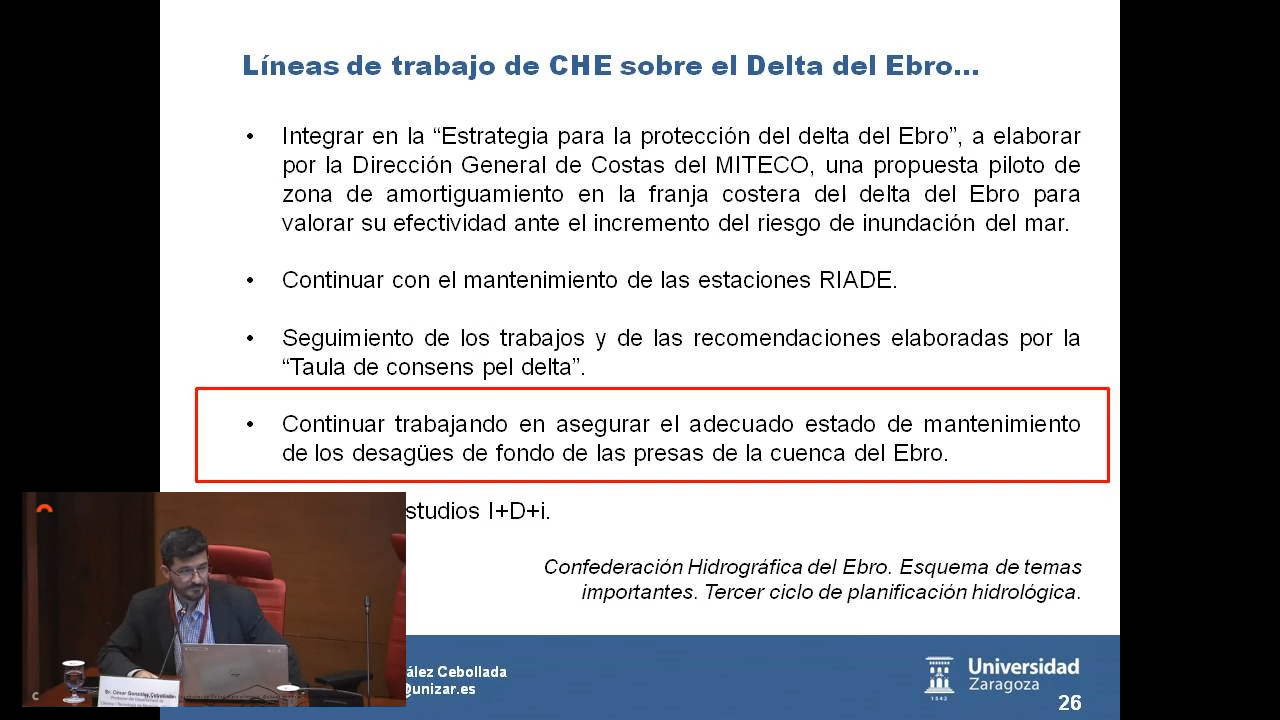 Líneas de trabajo de CHE sobre el Delta del Ebro...
• Integrar en la “Estrategia para la protección del delta del Ebro”, a elaborar
por la Dirección General de Costas del MITECO, una propuesta piloto de
zona de amortiguamiento en la franja costera del delta del Ebro para
valorar su efectividad ante el incremento del riesgo de inundación del mar.
• Continuar con el mantenimiento de las estaciones RIADE.
• Seguimiento de los trabajos y de las recomendaciones elaboradas por la
“Taula de consens pel delta”.
• Continuar trabajando en asegurar el adecuado estado de mantenimiento
de los desagües de fondo de las presas de la cuenca del Ebro.
studios I+D+i.
Confederación Hidrográfica del Ebro. Esquema de temas
importantes. Tercer ciclo de planificación hidrológica.
ález Cebollada
@unizar.es
Universidad
Zaragoza
1542
26
Sr. César González Cebollada